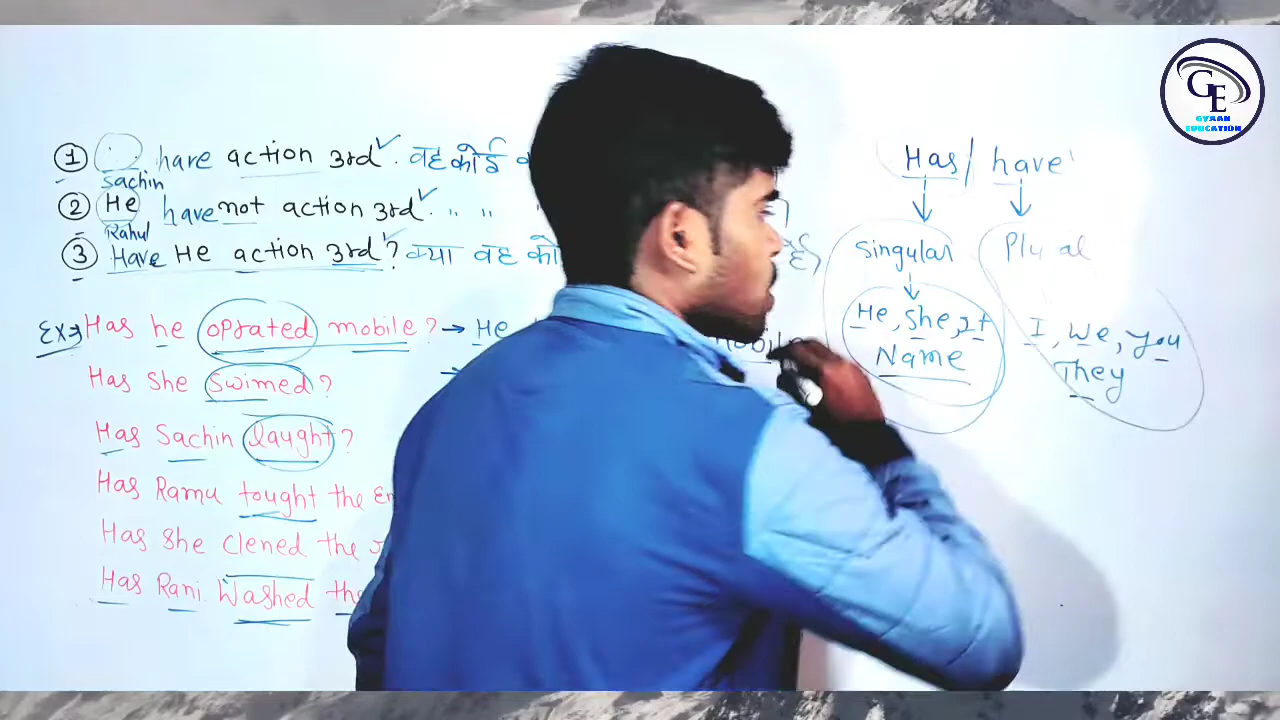 ① have action 3rd. वह कोई
Sachin
② He have not action 3rd. " "
Rahul
③ Have He action 3rd? क्या वह को है
Ex⇒ Has he oprated mobile? → He mobile
Has She Swimed?
Has Sachin laught?
Has Ramu tought the En
Has she clened the
Has Rani Washed the
Has / have
Singular
Plural
He, She, It
Name
I, We, you
They
GE
GYAAN
EDUCATION